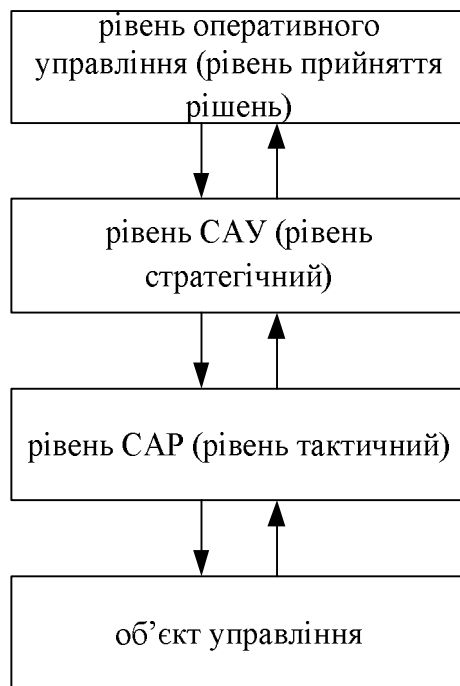 рівень оперативного
управління (рівень прийняття
рішень)
рівень САУ (рівень
стратегічний)
рівень САР (рівень тактичний)
об’єкт управління